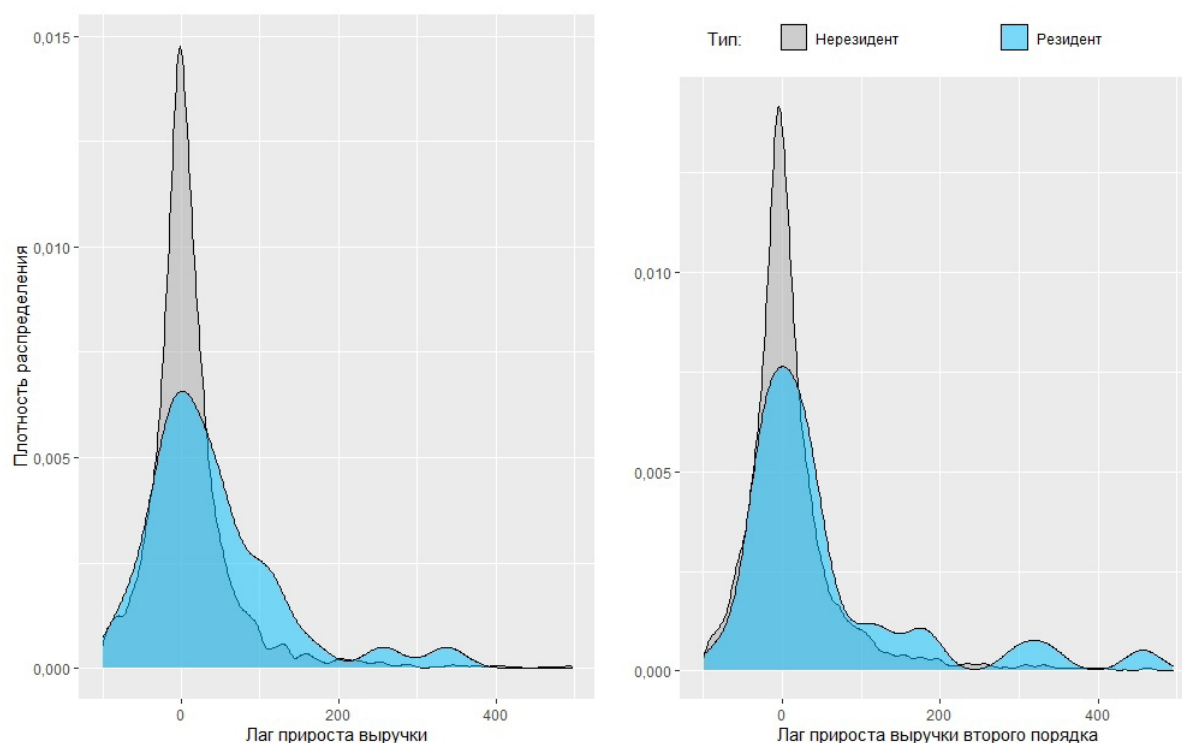 Тип: Нерезидент Резидент
Плотность распределения
0,015
0,010
0,005
0,000
0 200 400
Лаг прироста выручки
0,010
0,005
0,000
0 200 400
Лаг прироста выручки второго порядка